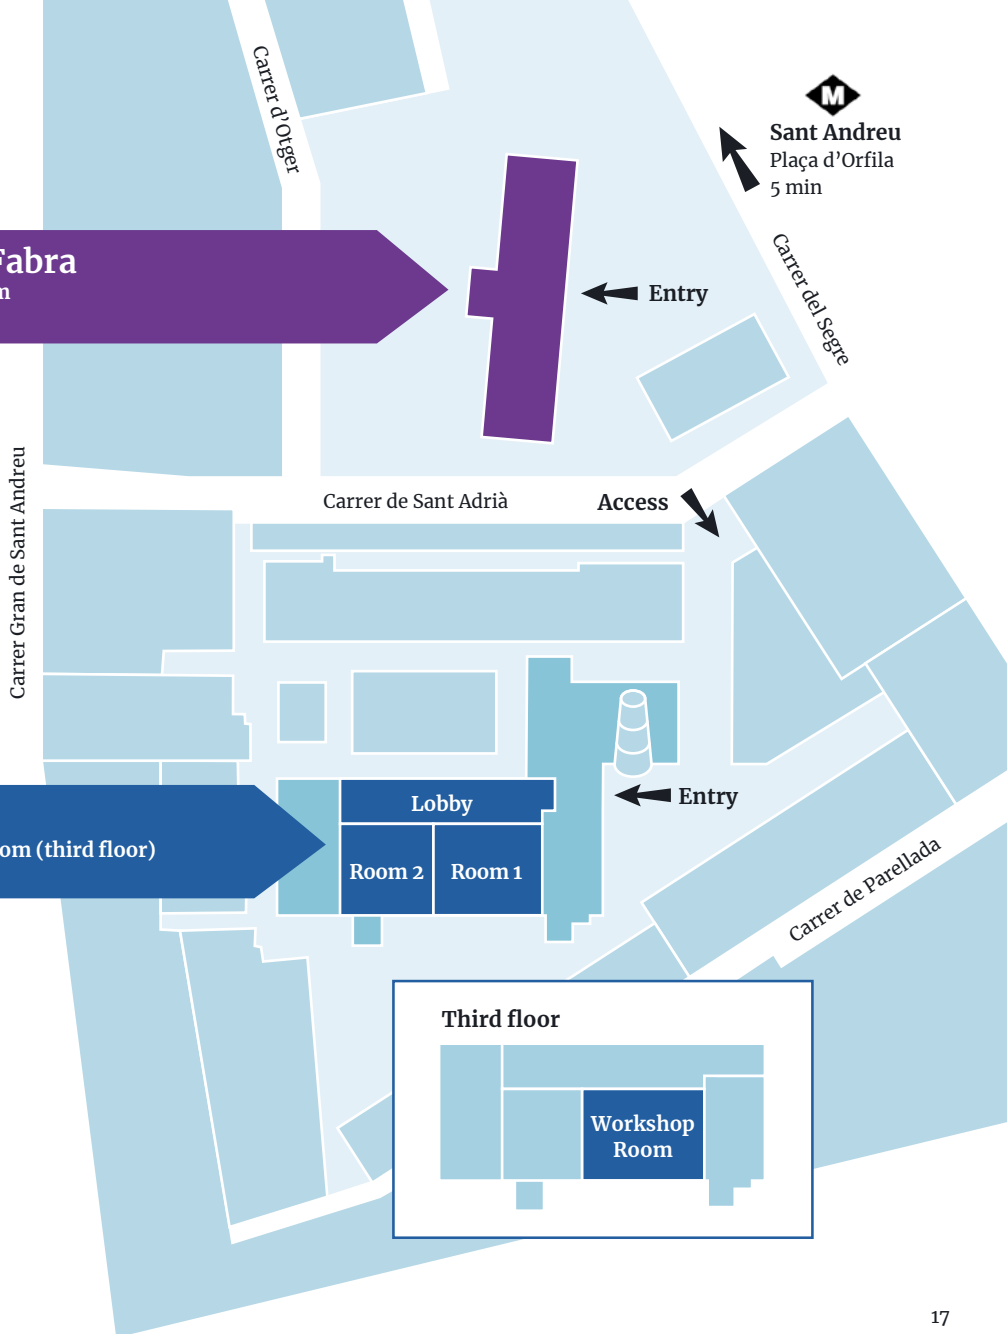 Carrer d’Otger
M
Sant Andreu
Plaça d’Orfila
5 min
Fabra
m
Entry
Carrer del Segre
Carrer Gran de Sant Andreu
Carrer de Sant Adrià
Access
Lobby
Entry
om (third floor)
Room 2
Room 1
Carrer de Parellada
Third floor
Workshop
Room
17